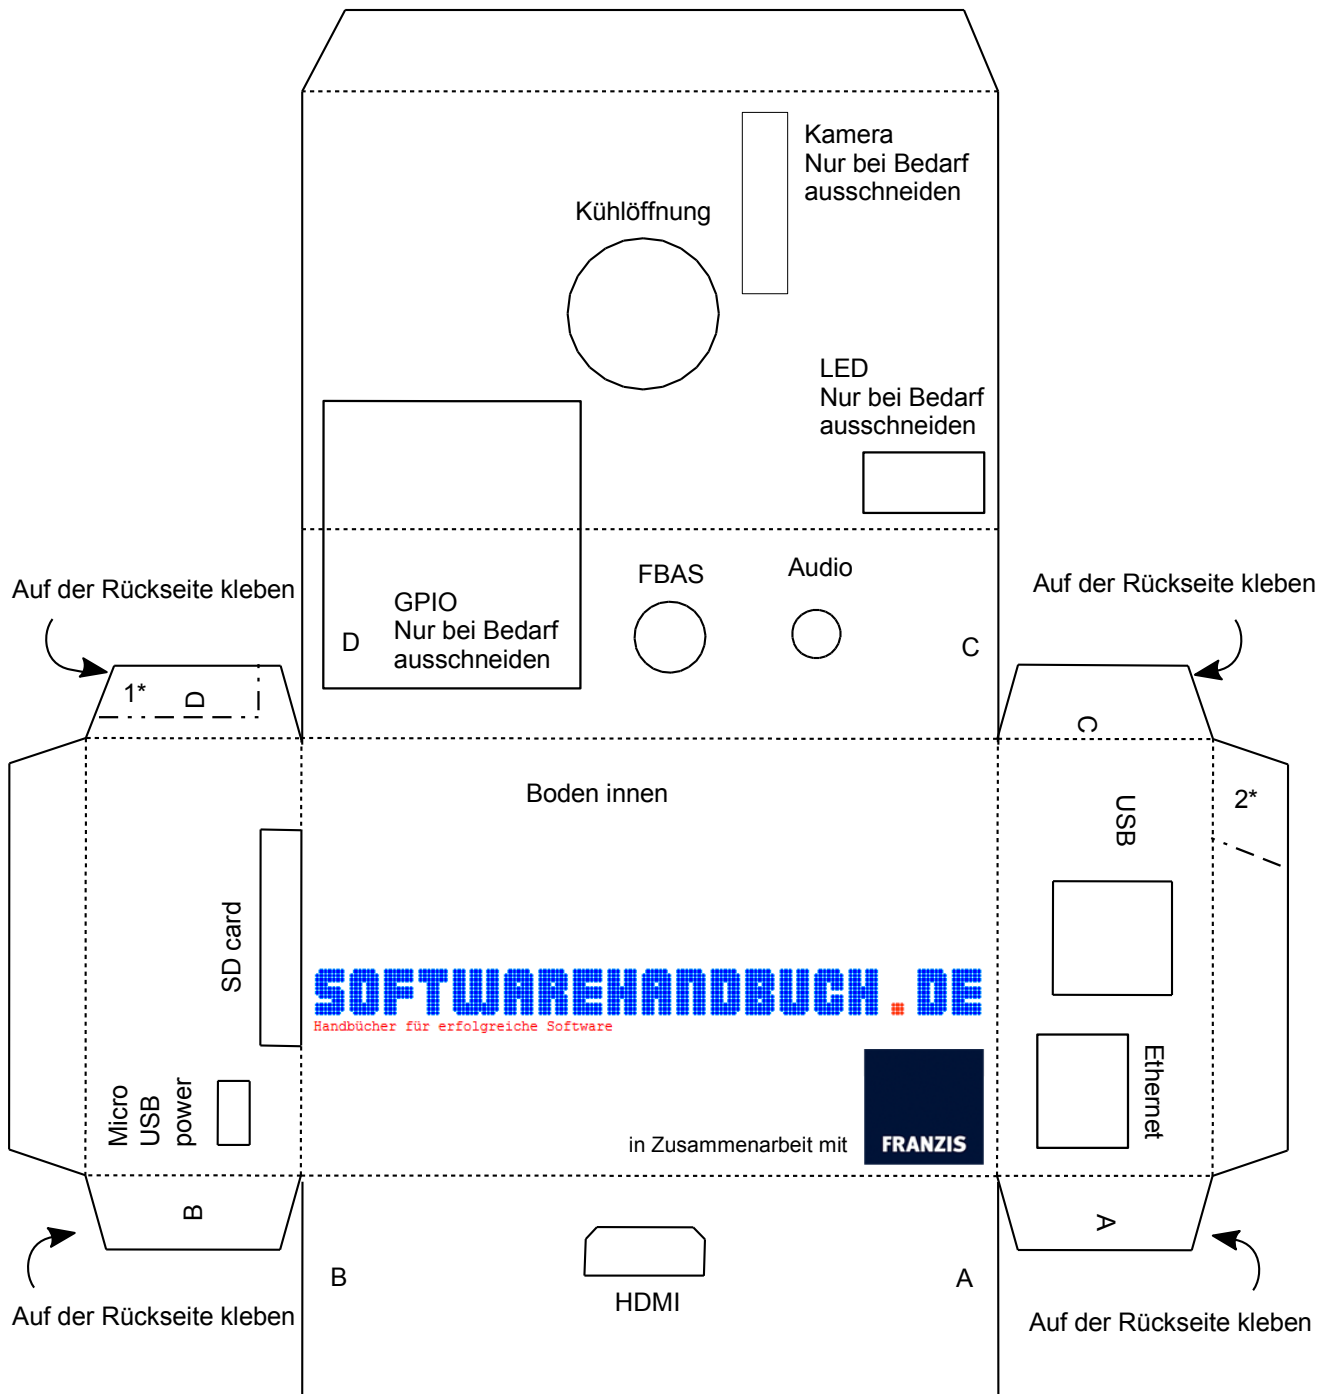 Kamera
Nur bei Bedarf
ausschneiden
Kühlöffnung
LED
Nur bei Bedarf
ausschneiden
Auf der Rückseite kleben
FBAS
Audio
Auf der Rückseite kleben
GPIO
Nur bei Bedarf
ausschneiden
D
C
1*
D
C
Boden innen
2*
USB
SD card
SOFTWAREHANDBUCH.DE
Handbücher für erfolgreiche Software
Micro
USB
power
Ethernet
in Zusammenarbeit mit
FRANZIS
B
A
B
A
HDMI
Auf der Rückseite kleben
Auf der Rückseite kleben